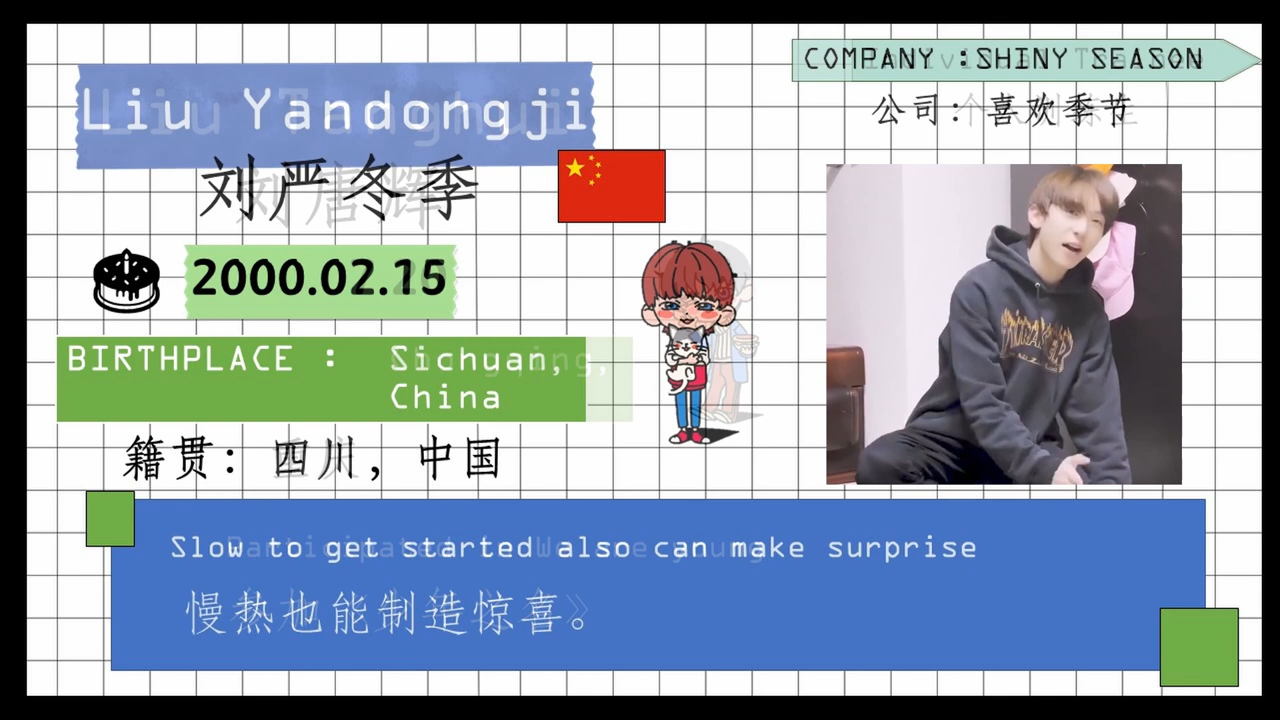 COMPANY :SHINY SEASON
公司：喜欢季节
Liu Yandongji
刘严冬季
2000.02.15
BIRTHPLACE : Sichuan,
China
籍贯：四川，中国
Slow to get started also can make surprise
慢热也能制造惊喜。